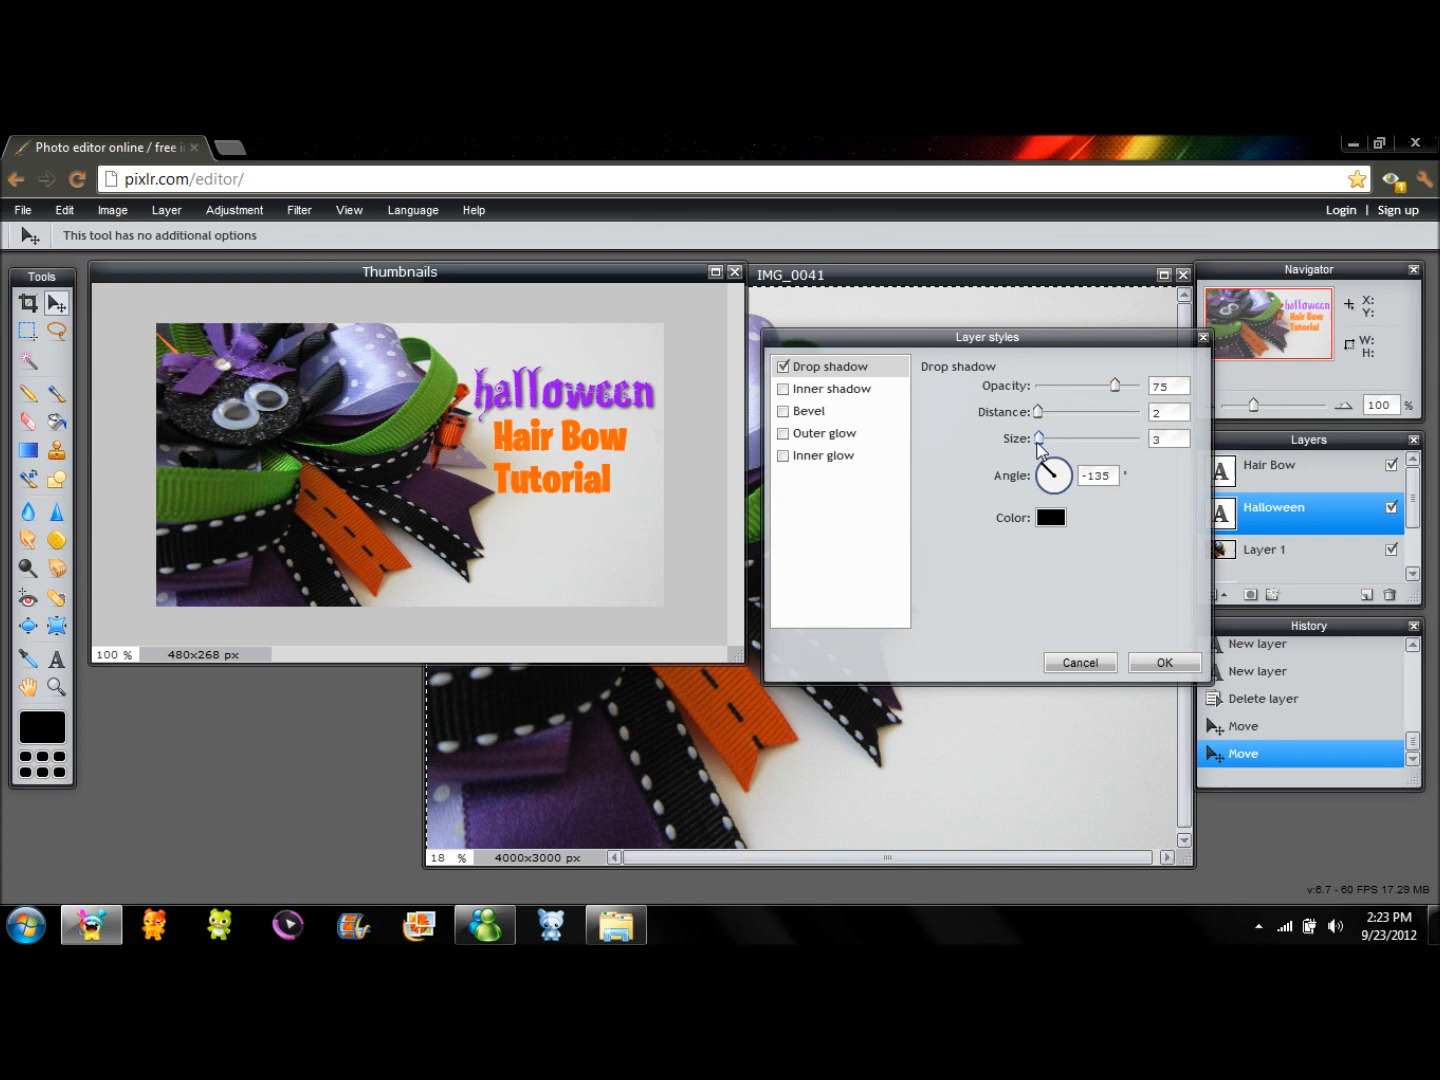 Photo editor online / free i
pixlr.com/editor/
File Edit Image Layer Adjustment Filter View Language Help
Login | Sign up
This tool has no additional options
Tools
Thumbnails
halloween
Hair Bow
Tutorial
100 % 480x268 px
IMG_0041
18 % 4000x3000 px
Layer styles
Drop shadow
Inner shadow
Bevel
Outer glow
Inner glow
Drop shadow
Opacity: 75
Distance: 2
Size: 3
Angle: -135 °
Color:
Cancel OK
Navigator
halloween
Hair Bow
Tutorial
X:
Y:
W:
H:
100 %
Layers
A Hair Bow
A Halloween
Layer 1
History
New layer
New layer
Delete layer
Move
Move
v:6.7 - 60 FPS 17.29 MB
2:23 PM
9/23/2012